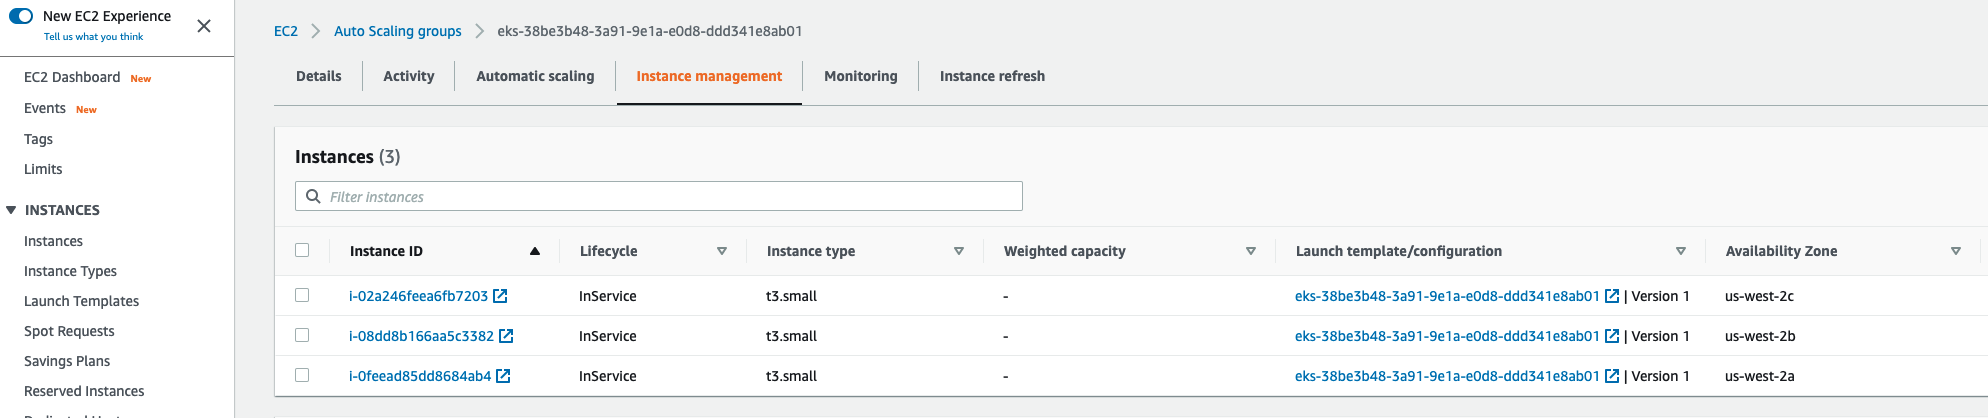 New EC2 Experience
Tell us what you think
EC2 Dashboard New
Events New
Tags
Limits
INSTANCES
Instances
Instance Types
Launch Templates
Spot Requests
Savings Plans
Reserved Instances
EC2 Auto Scaling groups eks-38be3b48-3a91-9e1a-e0d8-ddd341e8ab01
Details Activity Automatic scaling Instance management Monitoring Instance refresh
Instances (3)
Filter instances
Instance ID Lifecycle Instance type Weighted capacity Launch template/configuration Availability Zone
i-02a246feea6fb7203 InService t3.small - eks-38be3b48-3a91-9e1a-e0d8-ddd341e8ab01 | Version 1 us-west-2c
i-08dd8b166aa5c3382 InService t3.small - eks-38be3b48-3a91-9e1a-e0d8-ddd341e8ab01 | Version 1 us-west-2b
i-0feead85dd8684ab4 InService t3.small - eks-38be3b48-3a91-9e1a-e0d8-ddd341e8ab01 | Version 1 us-west-2a